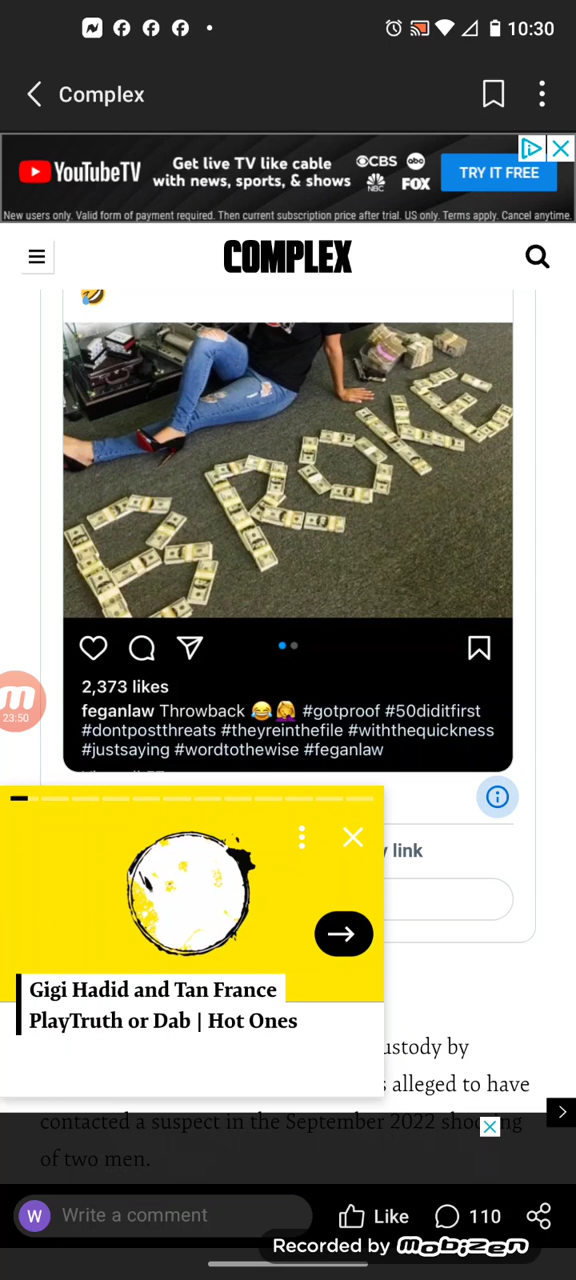 10:30
Complex
YouTubeTV
Get live TV like cable
with news, sports, & shows
CBS
abc
NBC
FOX
TRY IT FREE
New users only. Valid form of payment required. Then current subscription price after trial. US only. Terms apply. Cancel anytime.
COMPLEX
BROKE
2,373 likes
feganlaw Throwback 😂 🤦‍♀️ #gotproof #50diditfirst
#dontpostthreats #theyreinthefile #withthequickness
#justsaying #wordtothewise #feganlaw
23:50
link
Gigi Hadid and Tan France
PlayTruth or Dab | Hot Ones
ustody by
alleged to have
contacted a suspect in the September 2022 shooting
of two men.
W
Write a comment
Like
110
Recorded by mobizen